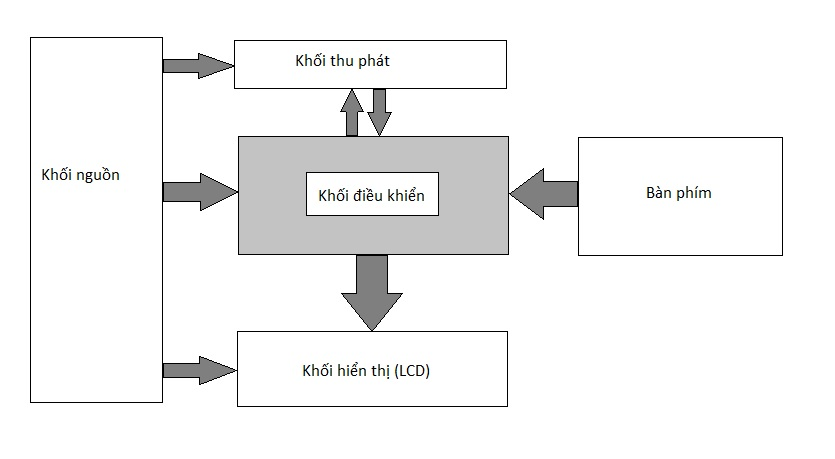 Khối thu phát
Khối nguồn
Khối điều khiển
Bàn phím
Khối hiển thị (LCD)